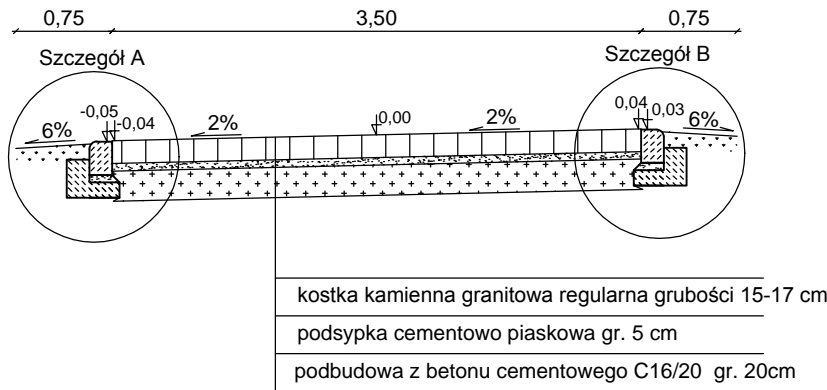 0,75 3,50 0,75
Szczegół A Szczegół B
-0,05 -0,04 0,00 0,04 0,03
6% 2% 2% 6%
kostka kamienna granitowa regularna grubości 15-17 cm
podsypka cementowo piaskowa gr. 5 cm
podbudowa z betonu cementowego C16/20 gr. 20cm